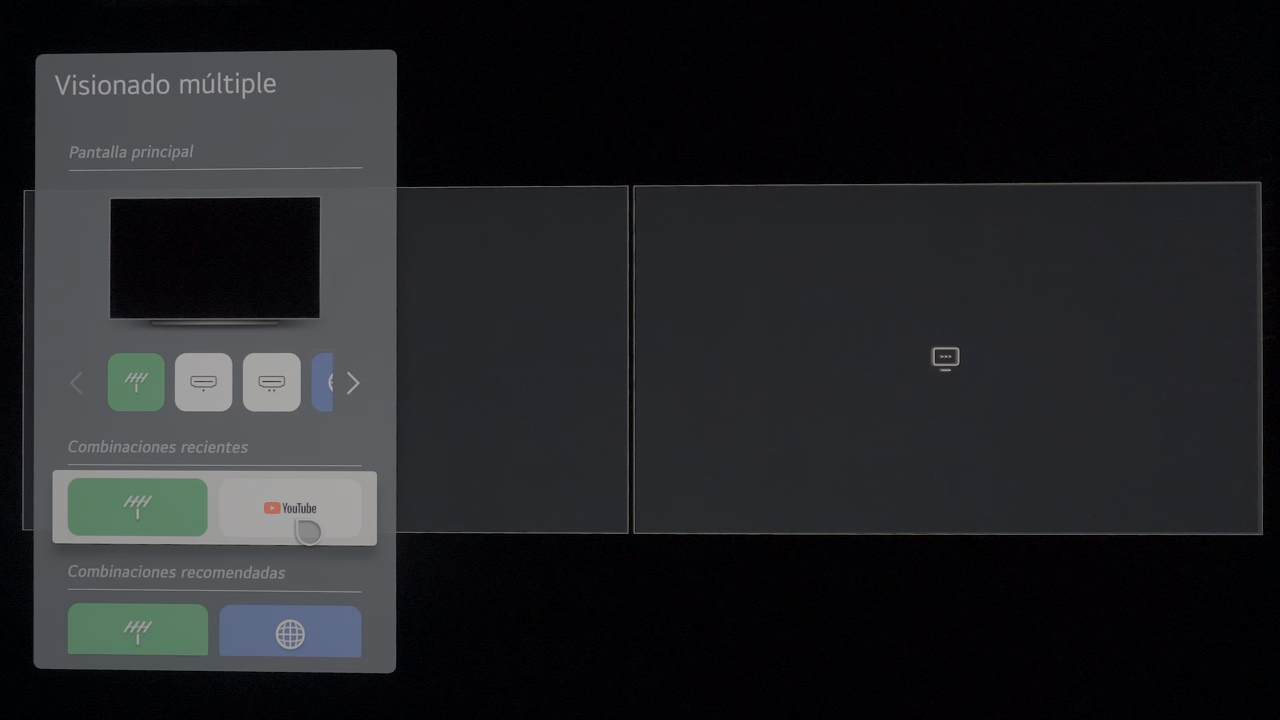 Visionado múltiple
Pantalla principal
Combinaciones recientes
YouTube
Combinaciones recomendadas